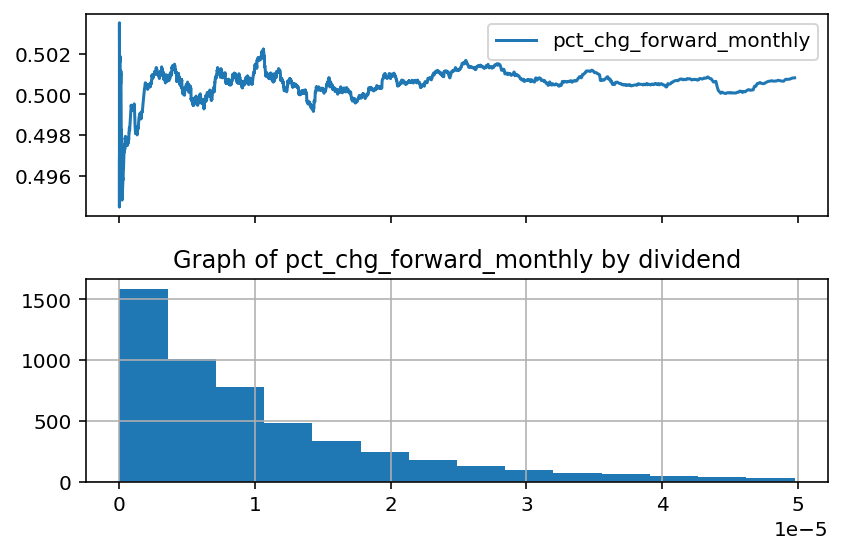 0.502
0.500
0.498
0.496
pct_chg_forward_monthly
Graph of pct_chg_forward_monthly by dividend
1500
1000
500
0
0 1 2 3 4 5
1e−5